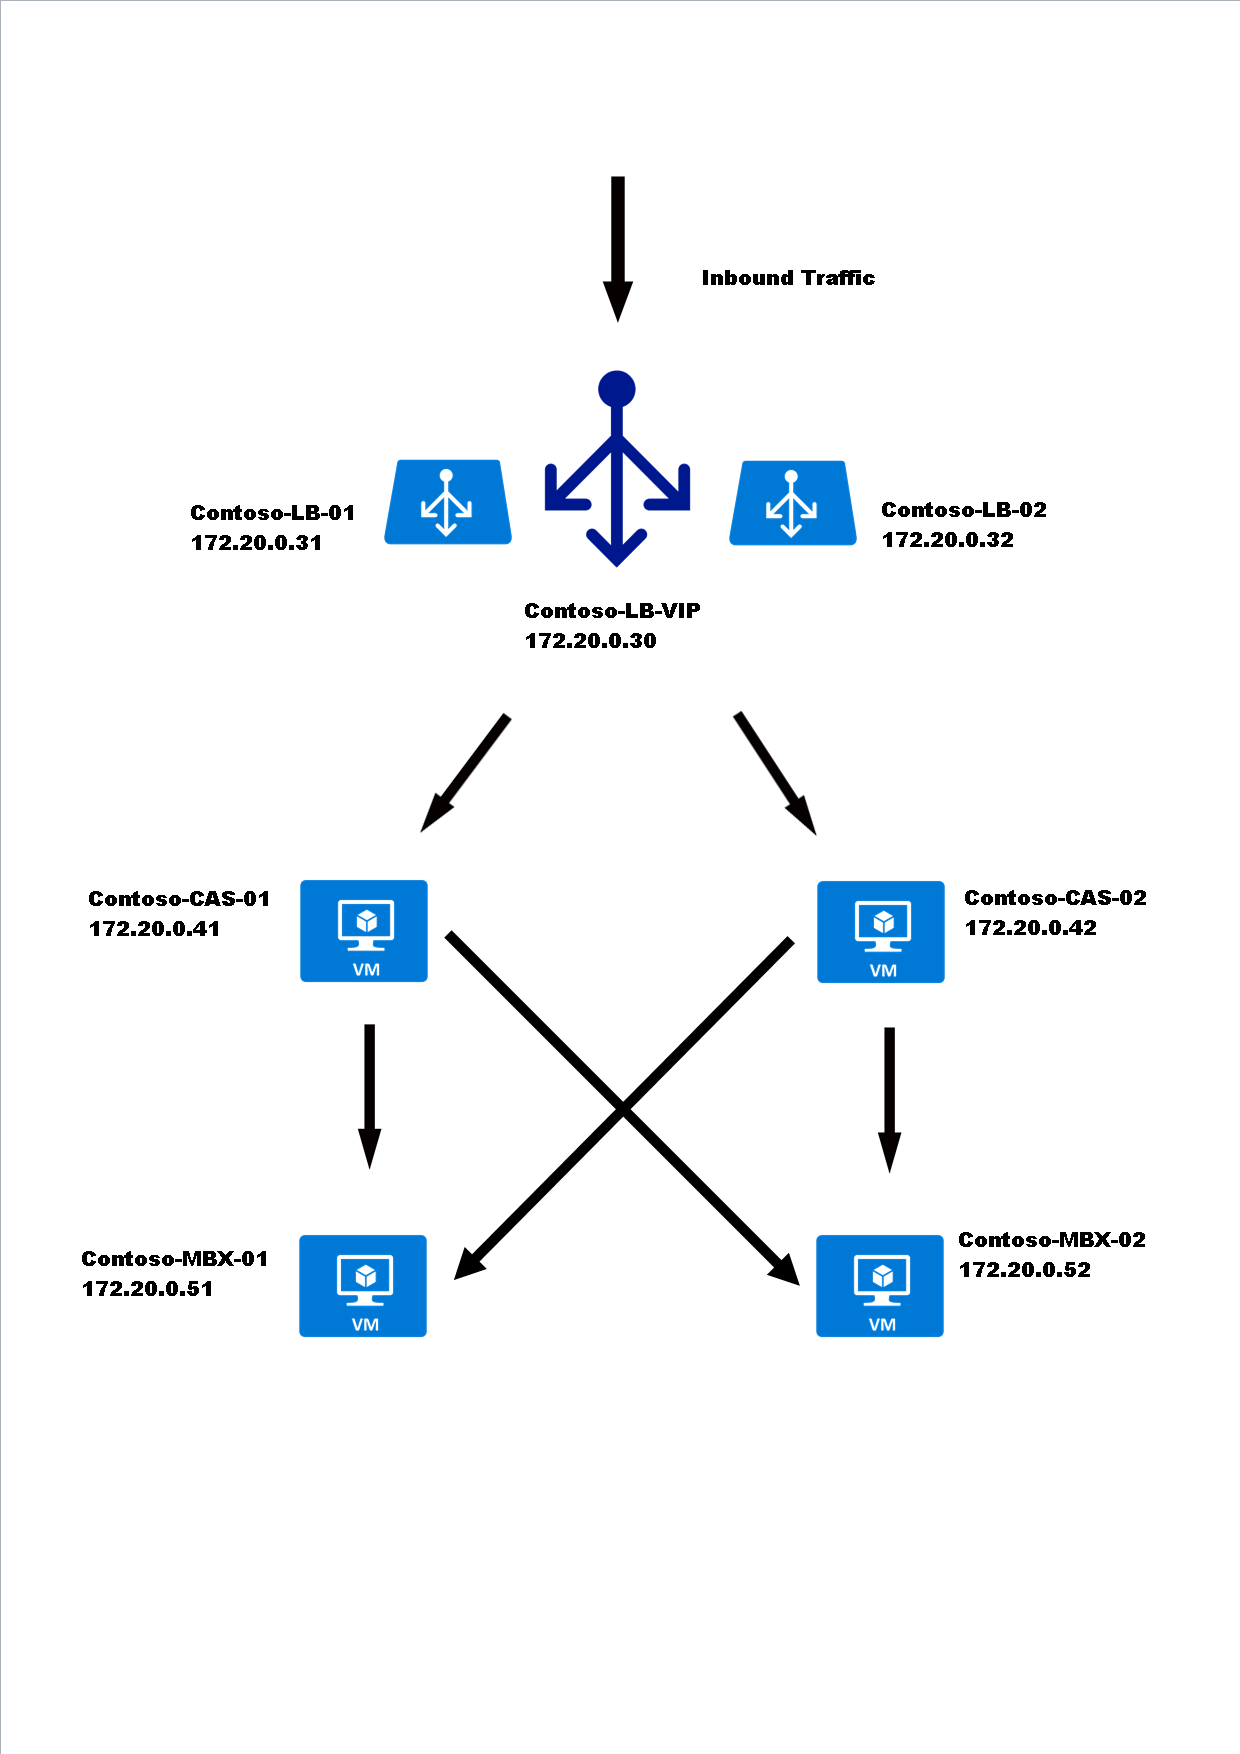 Inbound Traffic
Contoso-LB-01
172.20.0.31
Contoso-LB-02
172.20.0.32
Contoso-LB-VIP
172.20.0.30
Contoso-CAS-01
172.20.0.41
VM
Contoso-CAS-02
172.20.0.42
VM
Contoso-MBX-01
172.20.0.51
VM
Contoso-MBX-02
172.20.0.52
VM